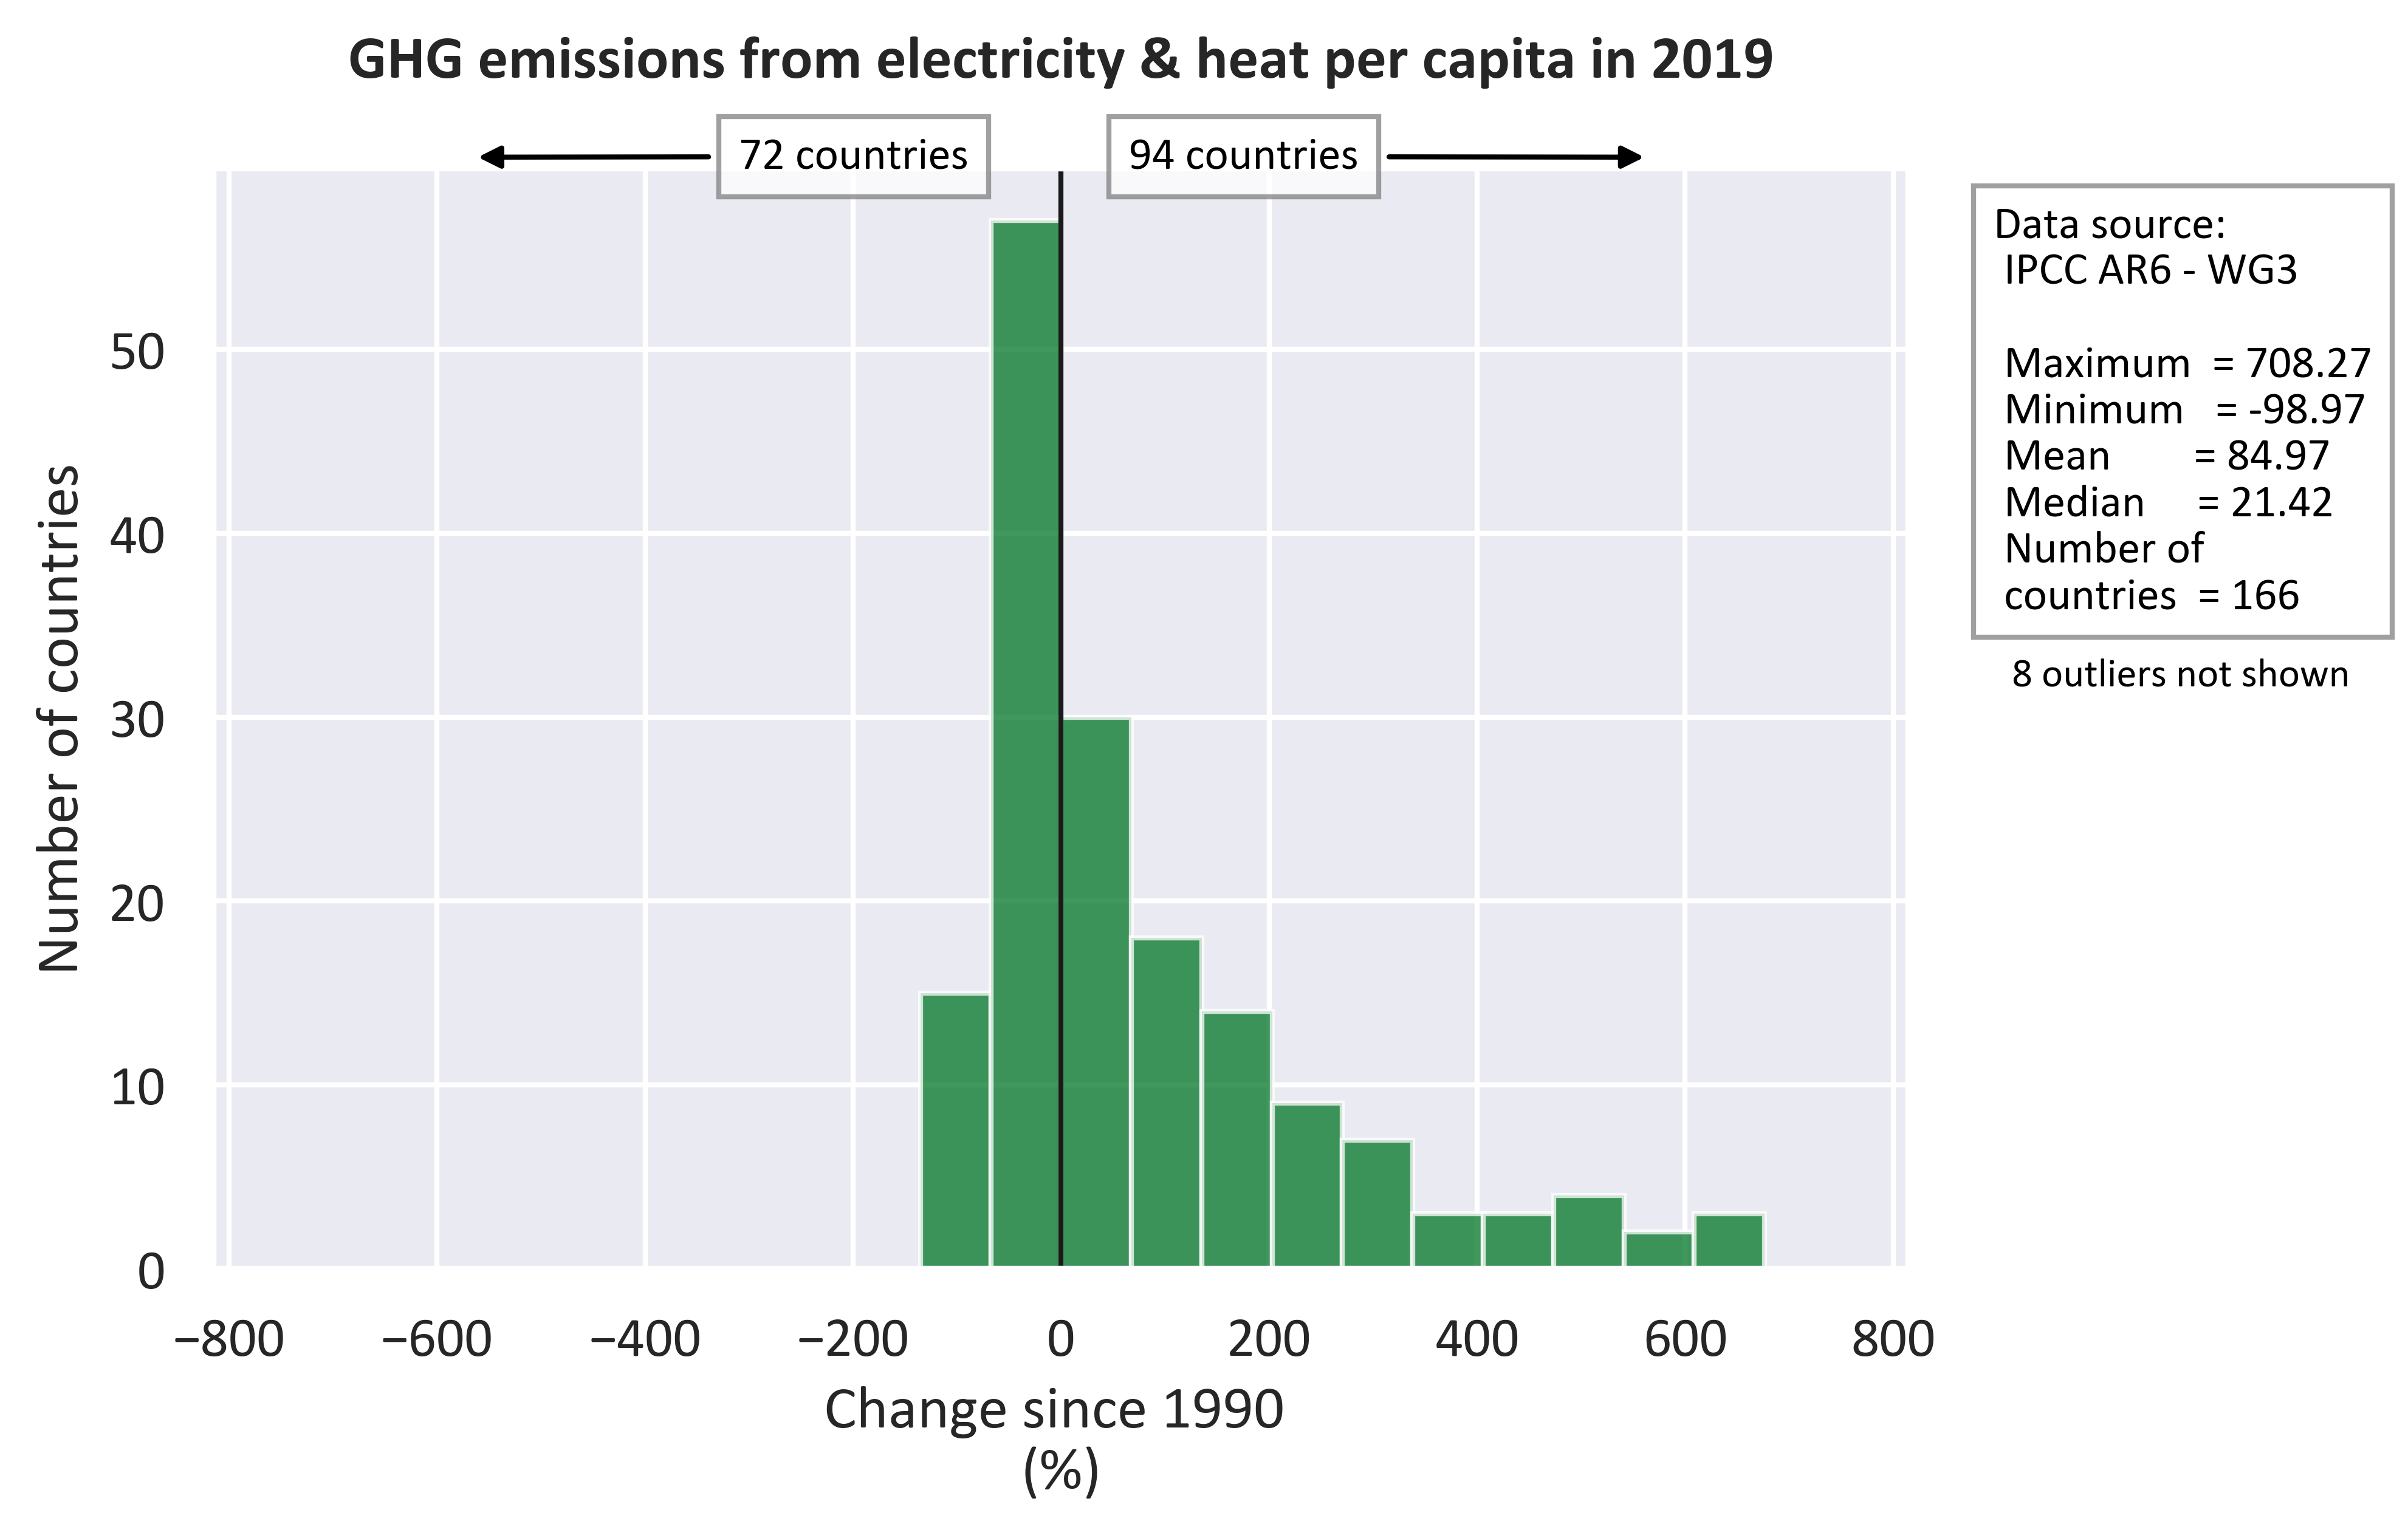 GHG emissions from electricity & heat per capita in 2019
72 countries
94 countries
Number of countries
50
40
30
20
10
0
−800
−600
−400
−200
0
200
400
600
800
Change since 1990
(%)
Data source:
IPCC AR6 - WG3
Maximum = 708.27
Minimum = -98.97
Mean = 84.97
Median = 21.42
Number of
countries = 166
8 outliers not shown